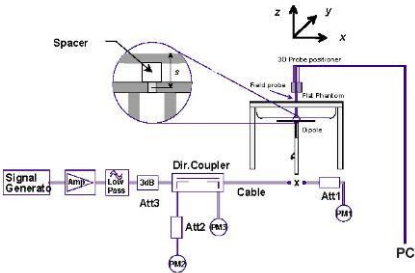 z
y
x
3D Probe positioner
Spacer
s
Field probe
Flat Phantom
Dipole
Dir.Coupler
Signal
Generato
Amp
Low
Pass
3dB
Cable
Att3
Att1
x
Att2
PM3
PM1
PM2
PC